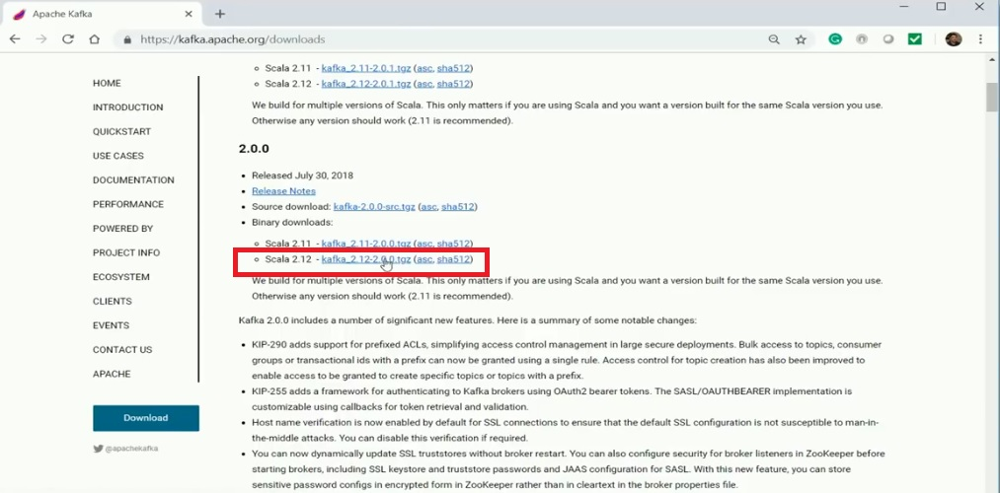 Apache Kafka
https://kafka.apache.org/downloads
HOME
INTRODUCTION
QUICKSTART
USE CASES
DOCUMENTATION
PERFORMANCE
POWERED BY
PROJECT INFO
ECOSYSTEM
CLIENTS
EVENTS
CONTACT US
APACHE
Download
@apachekafka
Scala 2.11 - kafka_2.11-2.0.1.tgz (asc, sha512)
Scala 2.12 - kafka_2.12-2.0.1.tgz (asc, sha512)
We build for multiple versions of Scala. This only matters if you are using Scala and you want a version built for the same Scala version you use.
Otherwise any version should work (2.11 is recommended).
2.0.0
Released July 30, 2018
Release Notes
Source download: kafka-2.0.0-src.tgz (asc, sha512)
Binary downloads:
Scala 2.11 - kafka_2.11-2.0.0.tgz (asc, sha512)
Scala 2.12 - kafka_2.12-2.0.0.tgz (asc, sha512)
We build for multiple versions of Scala. This only matters if you are using Scala and you want a version built for the same Scala version you use.
Otherwise any version should work (2.11 is recommended).
Kafka 2.0.0 includes a number of significant new features. Here is a summary of some notable changes:
KIP-290 adds support for prefixed ACLs, simplifying access control management in large secure deployments. Bulk access to topics, consumer
groups or transactional ids with a prefix can now be granted using a single rule. Access control for topic creation has also been improved to
enable access to be granted to create specific topics or topics with a prefix.
KIP-255 adds a framework for authenticating to Kafka brokers using OAuth2 bearer tokens. The SASL/OAUTHBEARER implementation is
customizable using callbacks for token retrieval and validation.
Host name verification is now enabled by default for SSL connections to ensure that the default SSL configuration is not susceptible to man-in-
the-middle attacks. You can disable this verification if required.
You can now dynamically update SSL truststores without broker restart. You can also configure security for broker listeners in ZooKeeper before
starting brokers, including SSL keystore and truststore passwords and JAAS configuration for SASL. With this new feature, you can store
sensitive password configs in encrypted form in ZooKeeper rather than in cleartext in the broker properties file.